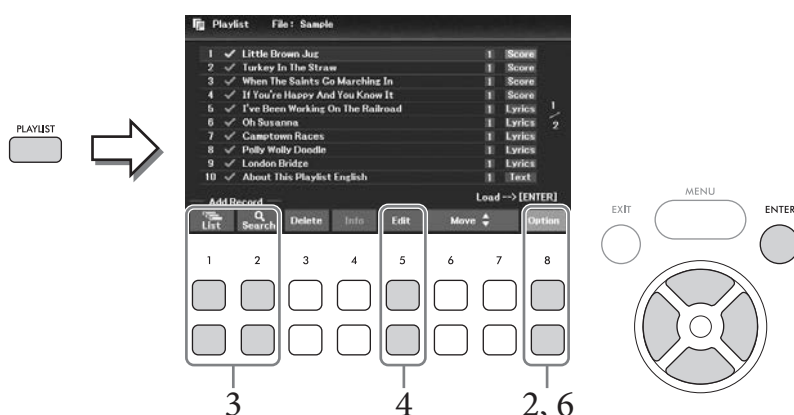 Playlist File: Sample
1 ✓ Little Brown Jug 1 Score
2 ✓ Turkey In The Straw 1 Score
3 ✓ When The Saints Go Marching In 1 Score
4 ✓ If You're Happy And You Know It 1 Score
5 ✓ I've Been Working On The Railroad 1 Lyrics
6 ✓ Oh Susanna 1 Lyrics
7 ✓ Camptown Races 1 Lyrics
8 ✓ Polly Wolly Doodle 1 Lyrics
9 ✓ London Bridge 1 Lyrics
10 ✓ About This Playlist English 1 Text
1/2
PLAYLIST
Add Record Load -->[ENTER]
List Search Delete Info Edit Move Option
MENU
EXIT ENTER
1 2 3 4 5 6 7 8
3 4 2, 6